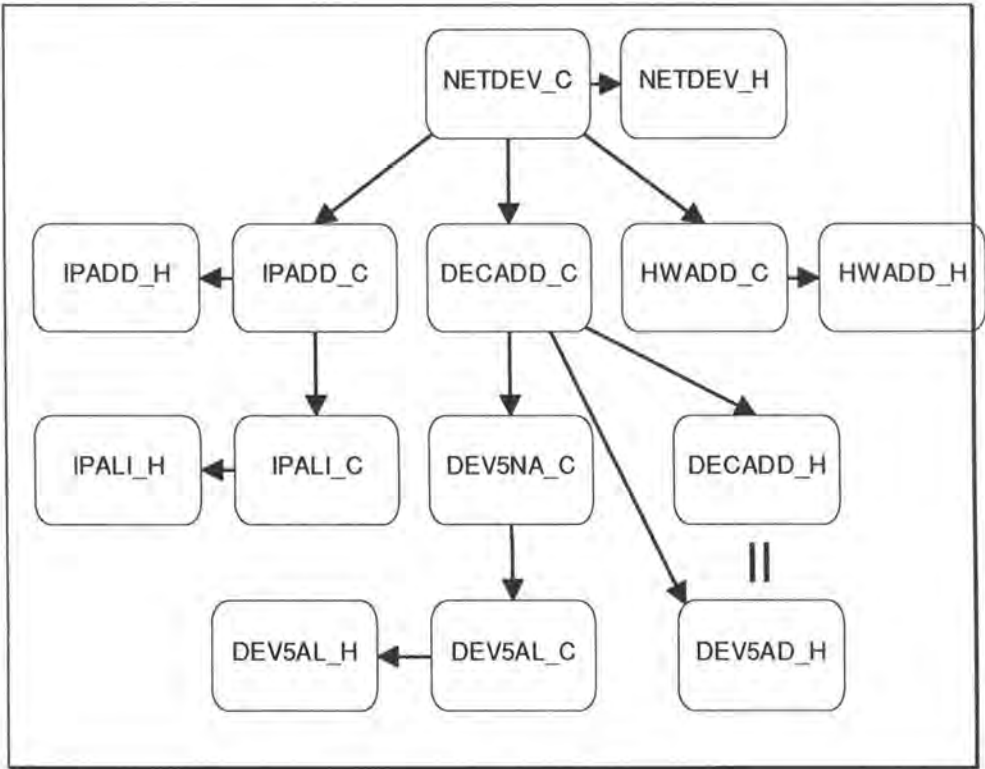 NETDEV_C
NETDEV_H
IPADD_H
IPADD_C
DECADD_C
HWADD_C
HWADD_H
IPALI_H
IPALI_C
DEV5NA_C
DECADD_H
DEV5AL_H
DEV5AL_C
DEV5AD_H